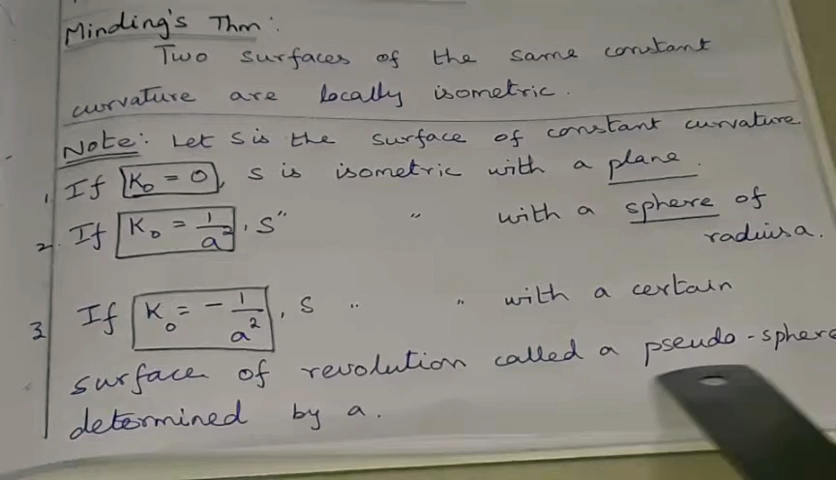 Minding's Thm:
Two surfaces of the same constant
curvature are locally isometric.
Note: Let S is the surface of constant curvature.
1. If K₀ = 0, S is isometric with a plane.
2. If K₀ = 1/a², S " " with a sphere of
radius a.
3 If K₀ = - 1/a², S " " with a certain
surface of revolution called a pseudo-sphere
determined by a.